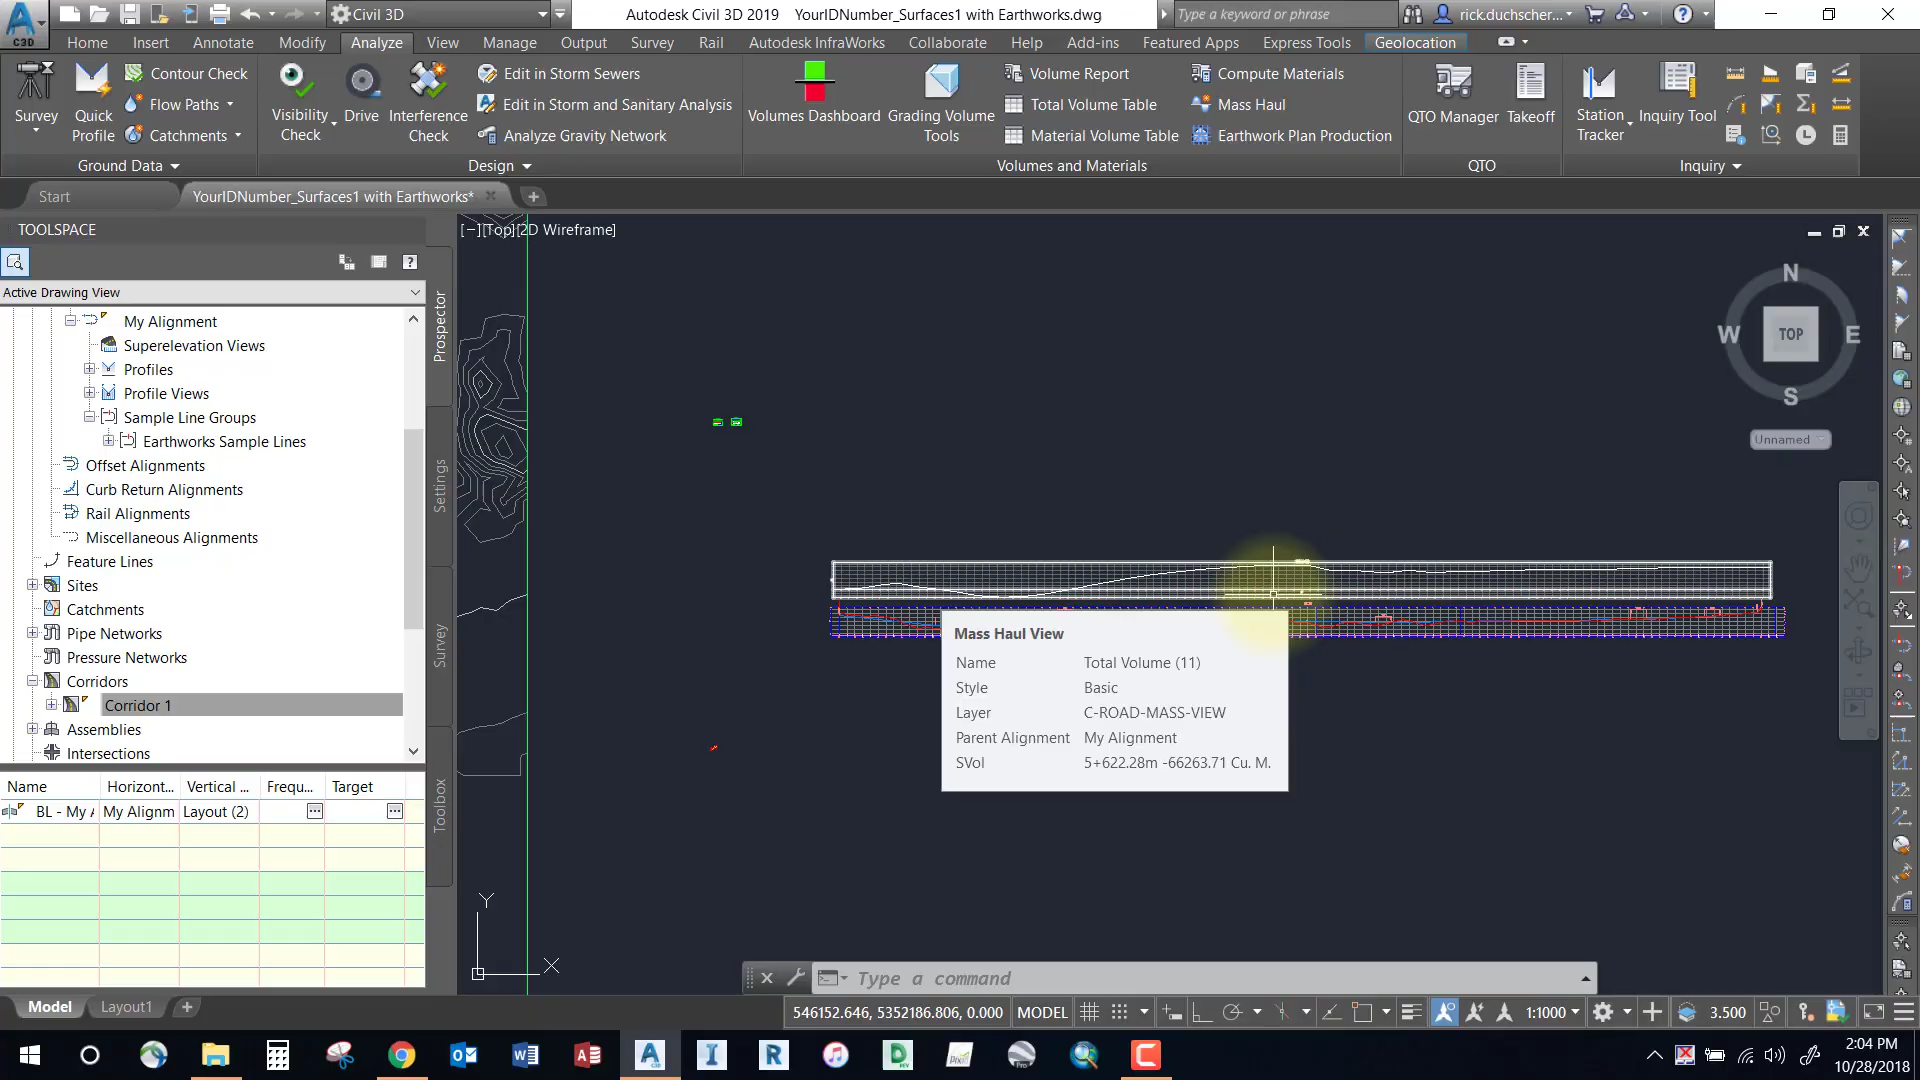 Civil 3D
Autodesk Civil 3D 2019 YourIDNumber_Surfaces1 with Earthworks.dwg
Type a keyword or phrase
rick.duchscher...
C3D
Home Insert Annotate Modify Analyze View Manage Output Survey Rail Autodesk InfraWorks Collaborate Help Add-ins Featured Apps Express Tools Geolocation
Survey
Quick Profile
Contour Check
Flow Paths
Catchments
Visibility Check
Drive
Interference Check
Edit in Storm Sewers
Edit in Storm and Sanitary Analysis
Analyze Gravity Network
Volumes Dashboard
Grading Volume Tools
Volume Report
Total Volume Table
Material Volume Table
Compute Materials
Mass Haul
Earthwork Plan Production
QTO Manager
Takeoff
Station Tracker
Inquiry Tool
Ground Data Design Volumes and Materials QTO Inquiry
Start YourIDNumber_Surfaces1 with Earthworks*
TOOLSPACE
Active Drawing View
My Alignment
Superelevation Views
Profiles
Profile Views
Sample Line Groups
Earthworks Sample Lines
Offset Alignments
Curb Return Alignments
Rail Alignments
Miscellaneous Alignments
Feature Lines
Sites
Catchments
Pipe Networks
Pressure Networks
Corridors
Corridor 1
Assemblies
Intersections
Prospector
Settings
Survey
Toolbox
Name Horizont... Vertical ... Frequ... Target
BL - My A My Alignm Layout (2)
[−][Top][2D Wireframe]
N
W TOP E
S
Unnamed
Mass Haul View
Name Total Volume (11)
Style Basic
Layer C-ROAD-MASS-VIEW
Parent Alignment My Alignment
SVol 5+622.28m -66263.71 Cu. M.
Y
X
Type a command
Model Layout1
546152.646, 5352186.806, 0.000 MODEL 1:1000 3.500
2:04 PM
10/28/2018